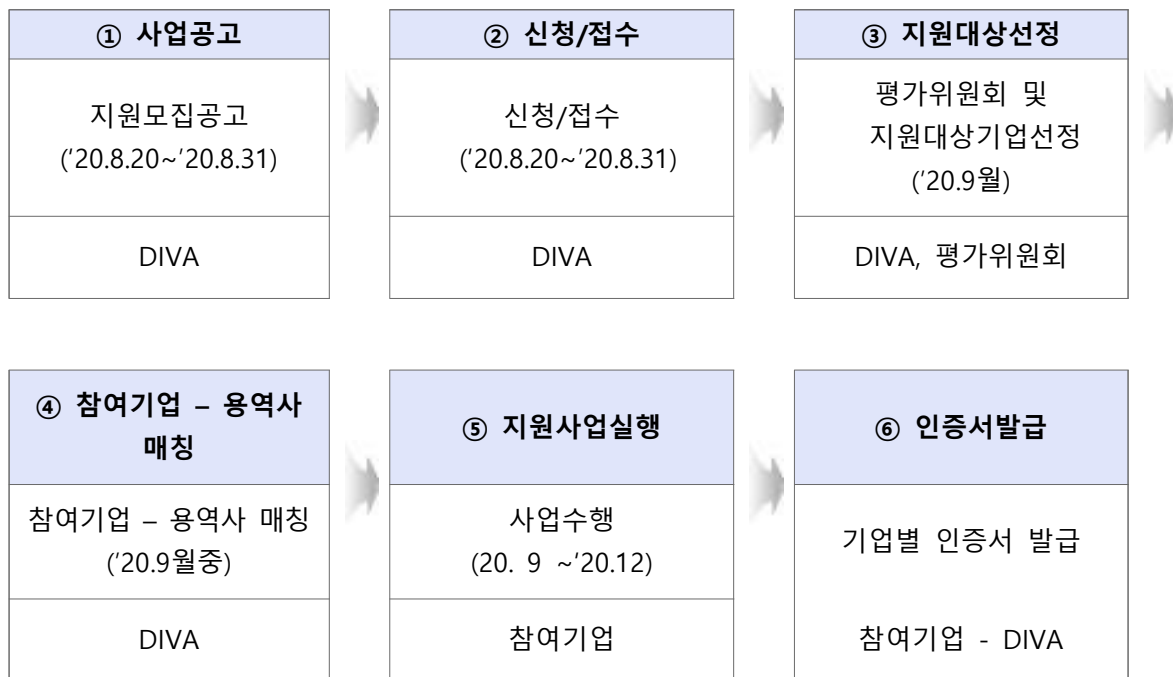 ① 사업공고
지원모집공고
('20.8.20~'20.8.31)
DIVA
② 신청/접수
신청/접수
('20.8.20~'20.8.31)
DIVA
③ 지원대상선정
평가위원회 및
지원대상기업선정
('20.9월)
DIVA, 평가위원회
④ 참여기업 – 용역사
매칭
참여기업 – 용역사 매칭
('20.9월중)
DIVA
⑤ 지원사업실행
사업수행
(20. 9 ~'20.12)
참여기업
⑥ 인증서발급
기업별 인증서 발급
참여기업 - DIVA